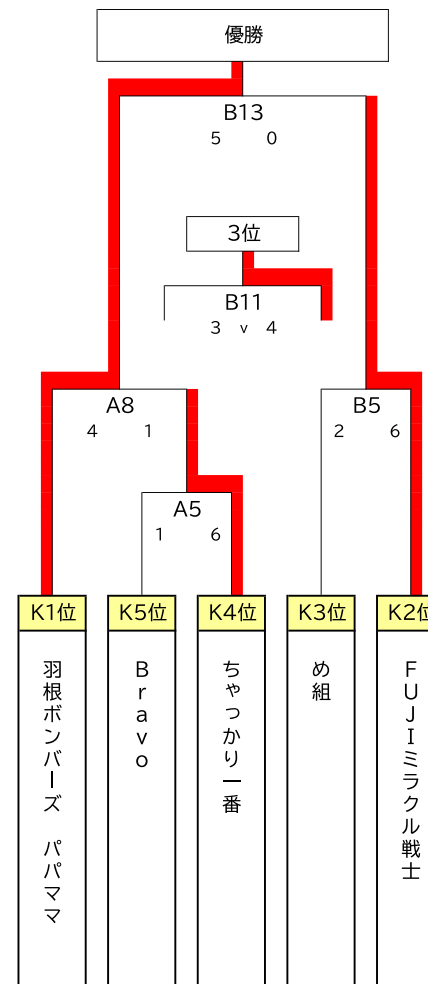 優勝
B13
5 0
3位
B11
3 v 4
A8
4 1
B5
2 6
A5
1 6
K1位
K5位
K4位
K3位
K2位
羽根ボンバーズ パパママ
Bravo
ちゃっかり一番
め組
FUJIミラクル戦士